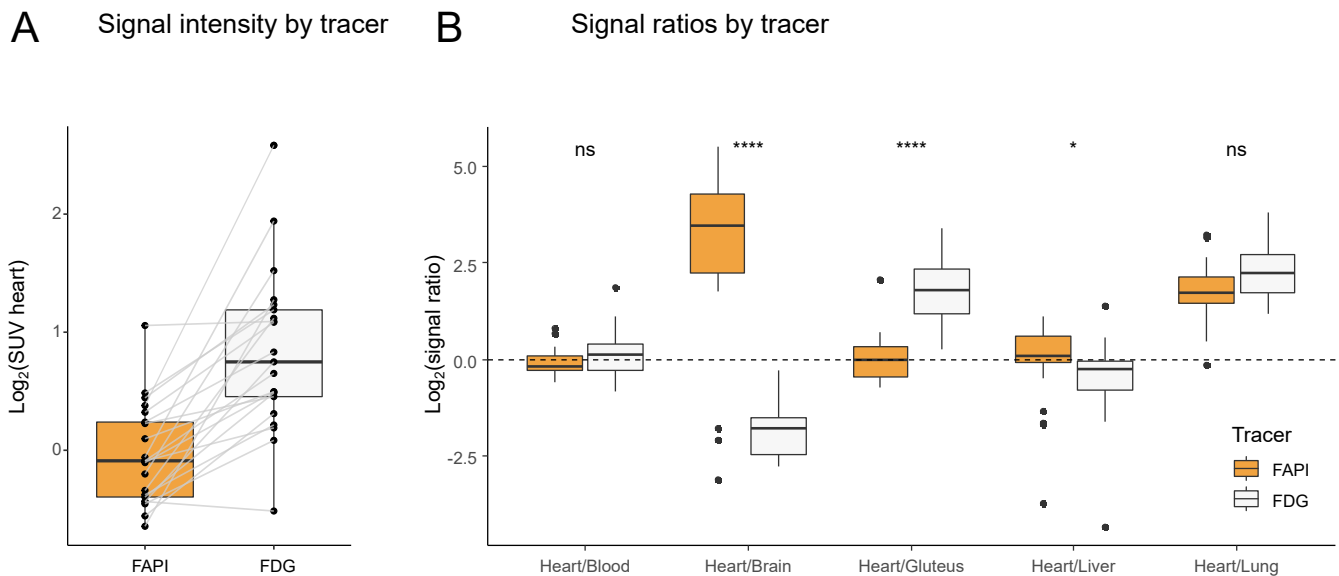 A Signal intensity by tracer
Log₂(SUV heart)
2
1
0
FAPI FDG
B Signal ratios by tracer
Log₂(signal ratio)
5.0
2.5
0.0
-2.5
ns **** **** * ns
Heart/Blood Heart/Brain Heart/Gluteus Heart/Liver Heart/Lung
Tracer
FAPI
FDG